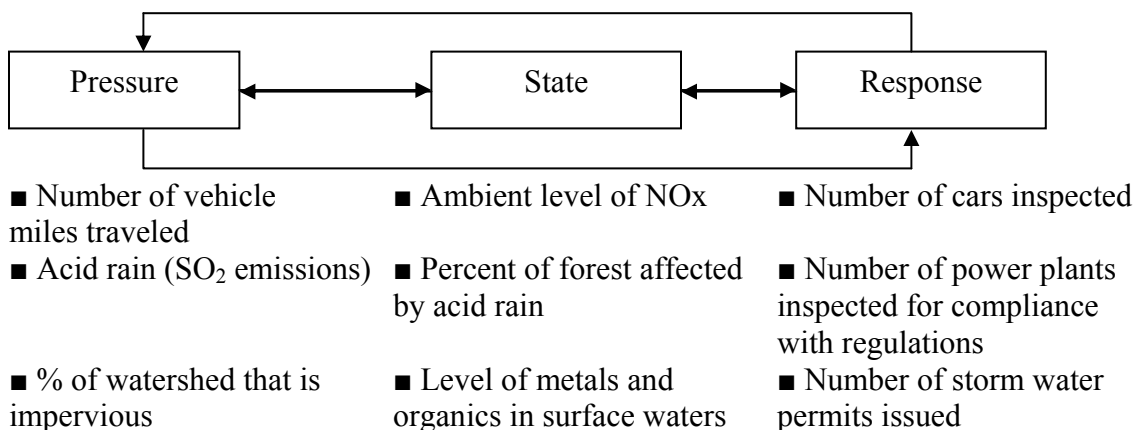 Pressure
State
Response
■ Number of vehicle
miles traveled
■ Ambient level of NOx
■ Number of cars inspected
■ Acid rain (SO₂ emissions)
■ Percent of forest affected
by acid rain
■ Number of power plants
inspected for compliance
with regulations
■ % of watershed that is
impervious
■ Level of metals and
organics in surface waters
■ Number of storm water
permits issued